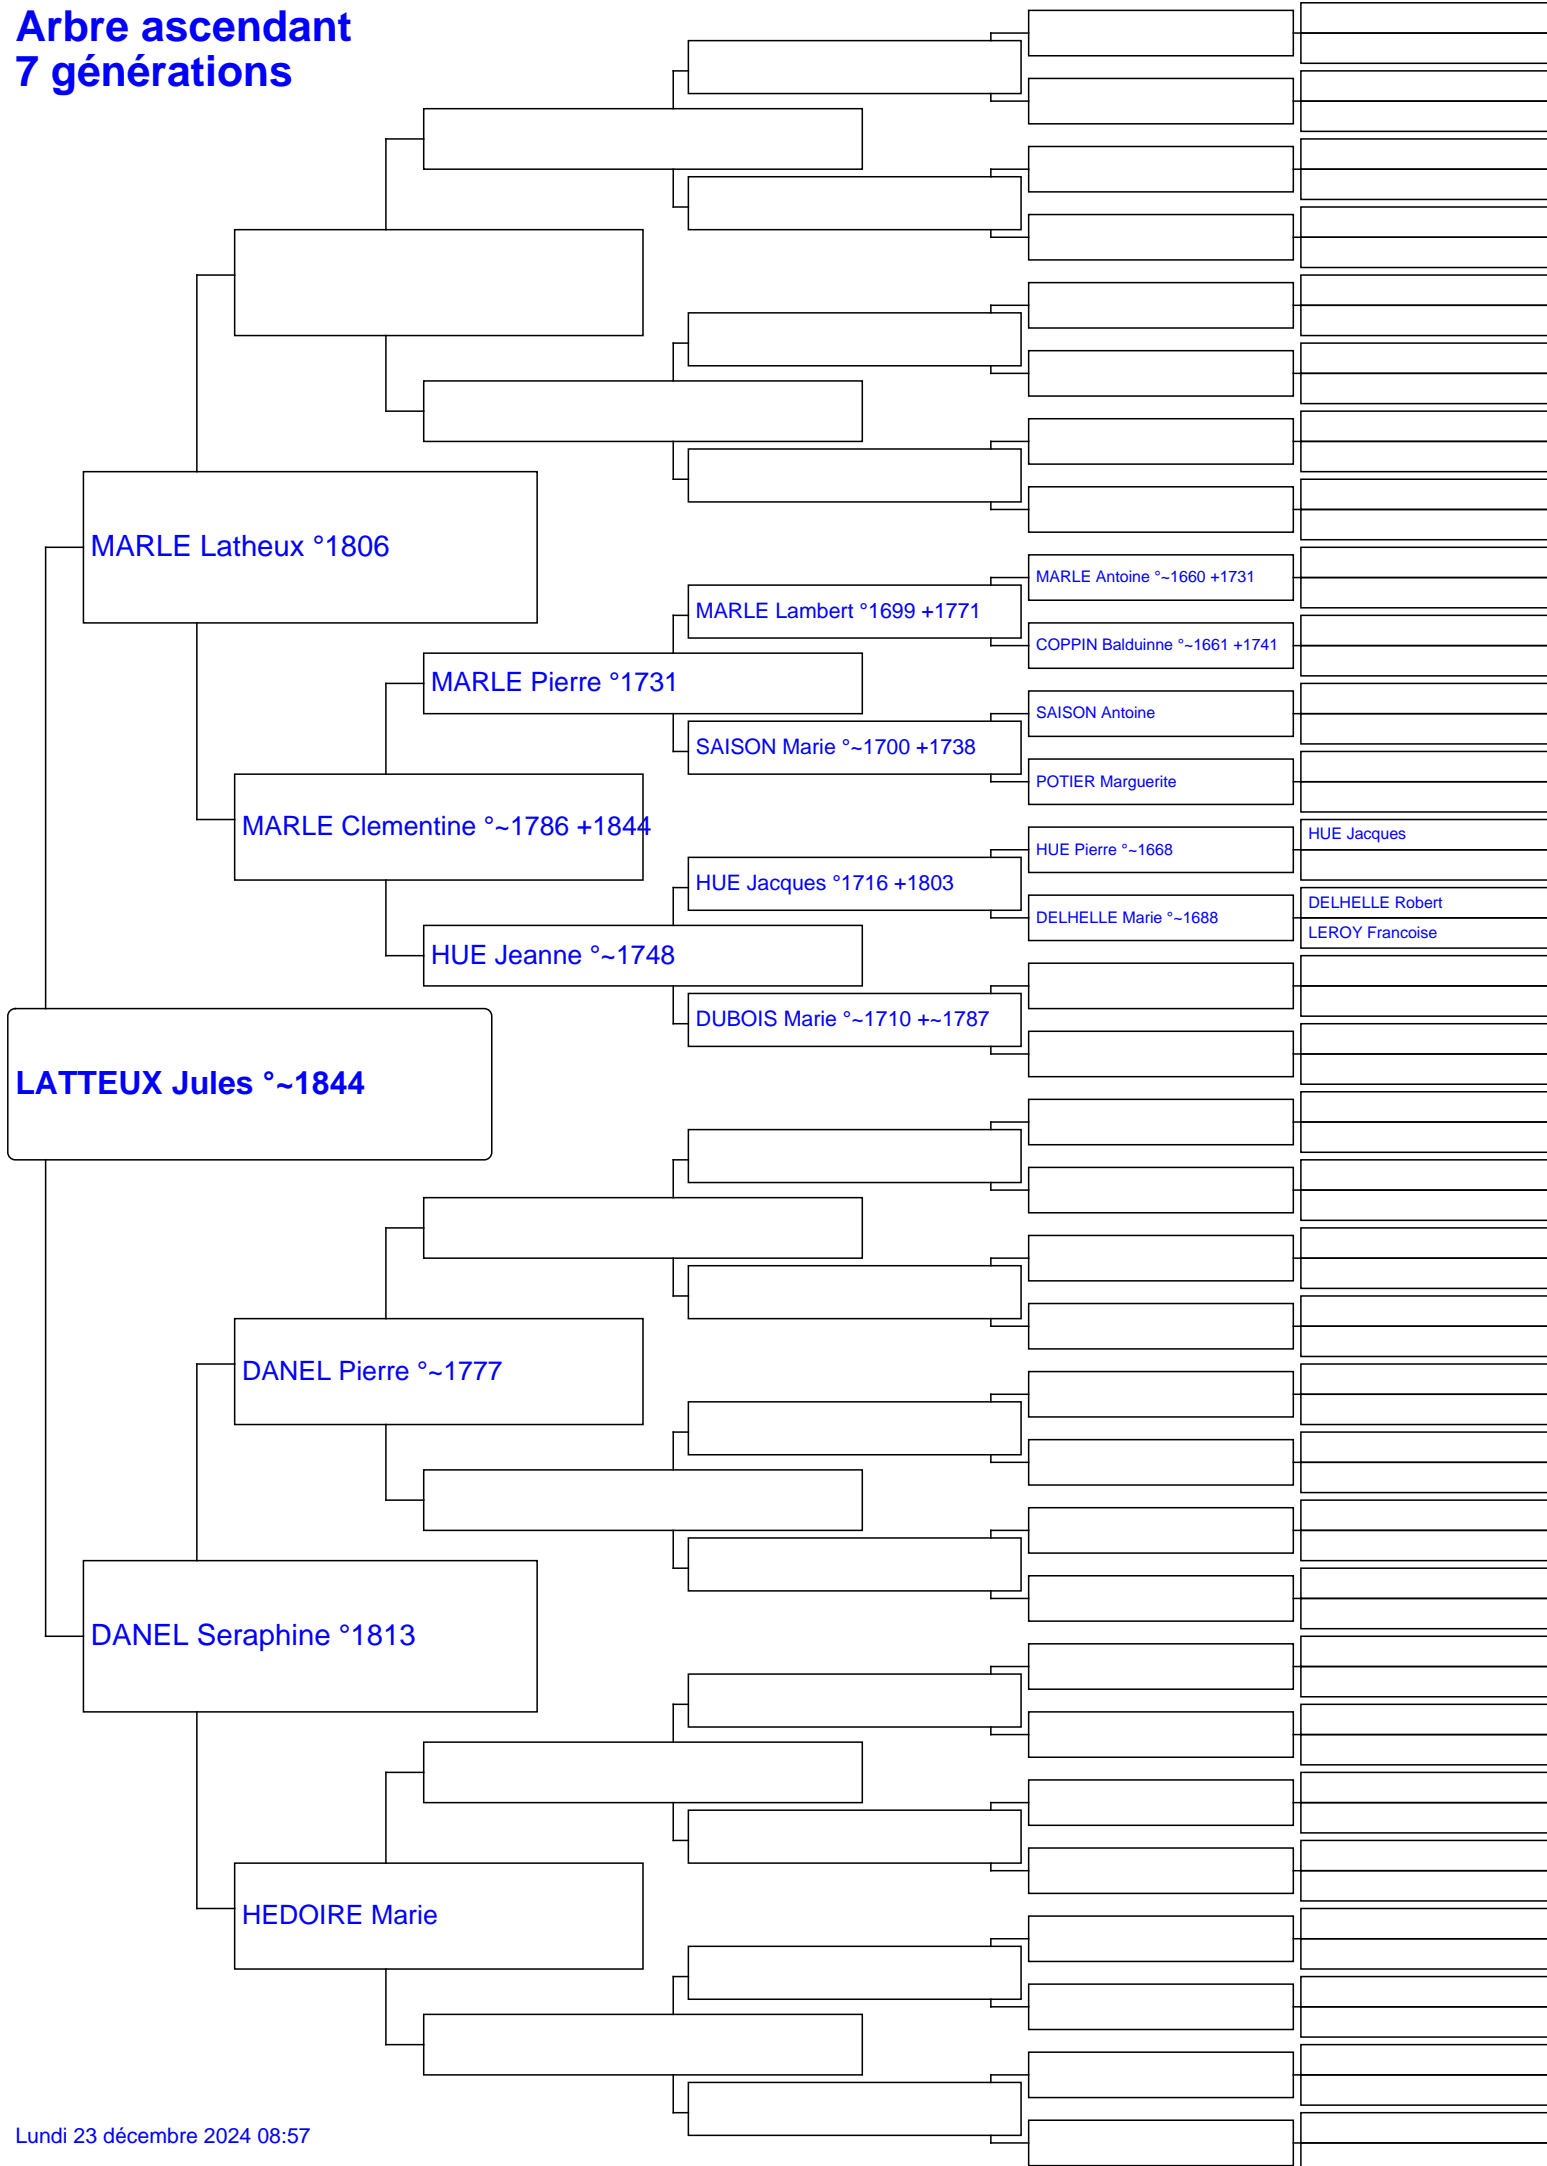 Arbre ascendant
7 générations
MARLE Latheux °1806
MARLE Antoine °~1660 +1731
MARLE Lambert °1699 +1771
COPPIN Balduinne °~1661 +1741
MARLE Pierre °1731
SAISON Antoine
SAISON Marie °~1700 +1738
POTIER Marguerite
MARLE Clementine °~1786 +1844
HUE Jacques
HUE Pierre °~1668
HUE Jacques °1716 +1803
DELHELLE Robert
DELHELLE Marie °~1688
LEROY Francoise
HUE Jeanne °~1748
DUBOIS Marie °~1710 +~1787
LATTEUX Jules °~1844
DANEL Pierre °~1777
DANEL Seraphine °1813
HEDOIRE Marie
Lundi 23 décembre 2024 08:57